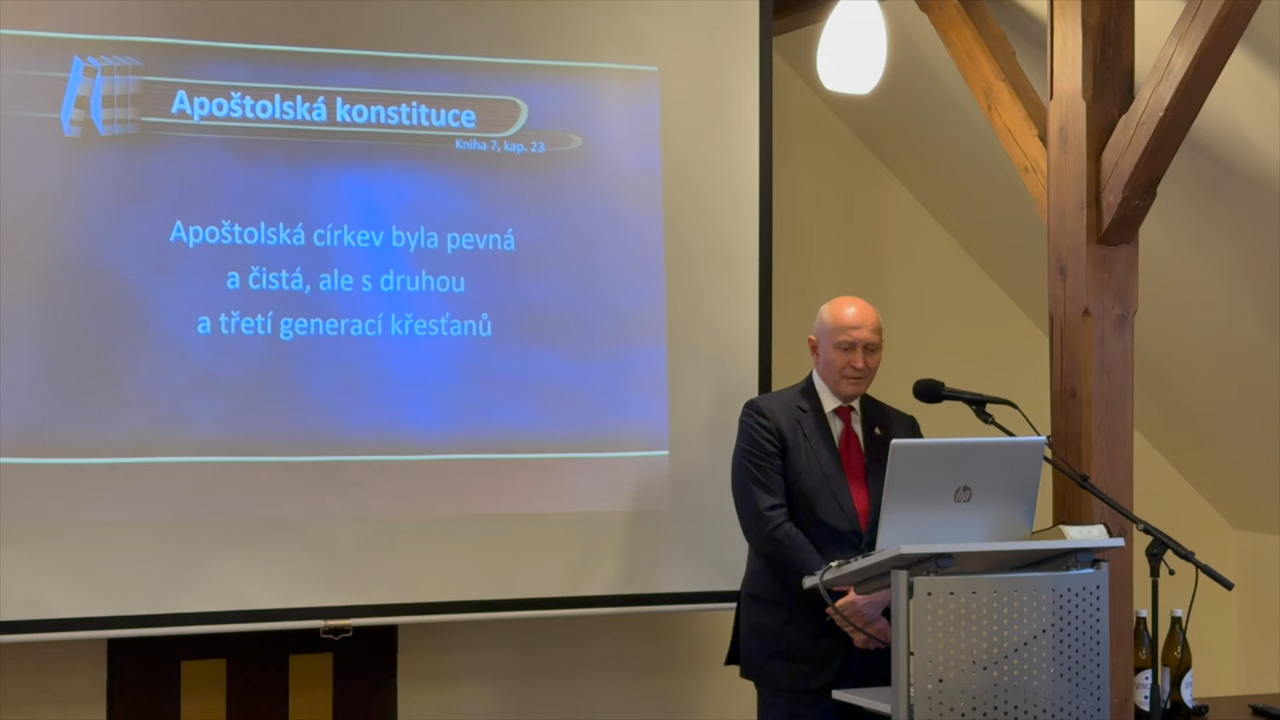 Apoštolská konstituce
Kniha 7, kap. 23
Apoštolská církev byla pevná
a čistá, ale s druhou
a třetí generací křesťanů
hp